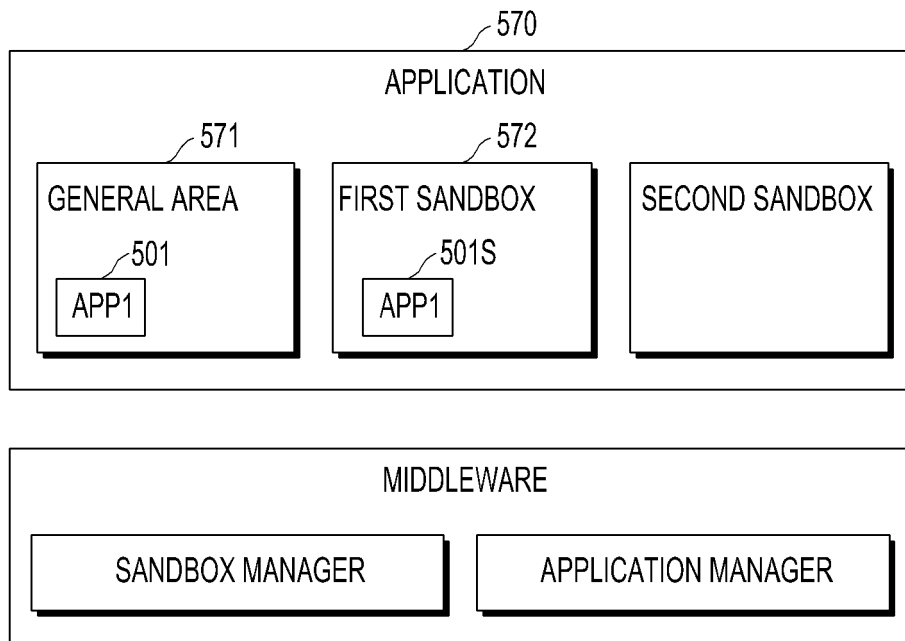 570
APPLICATION
571
572
GENERAL AREA
FIRST SANDBOX
SECOND SANDBOX
501
501S
APP1
APP1
MIDDLEWARE
SANDBOX MANAGER
APPLICATION MANAGER